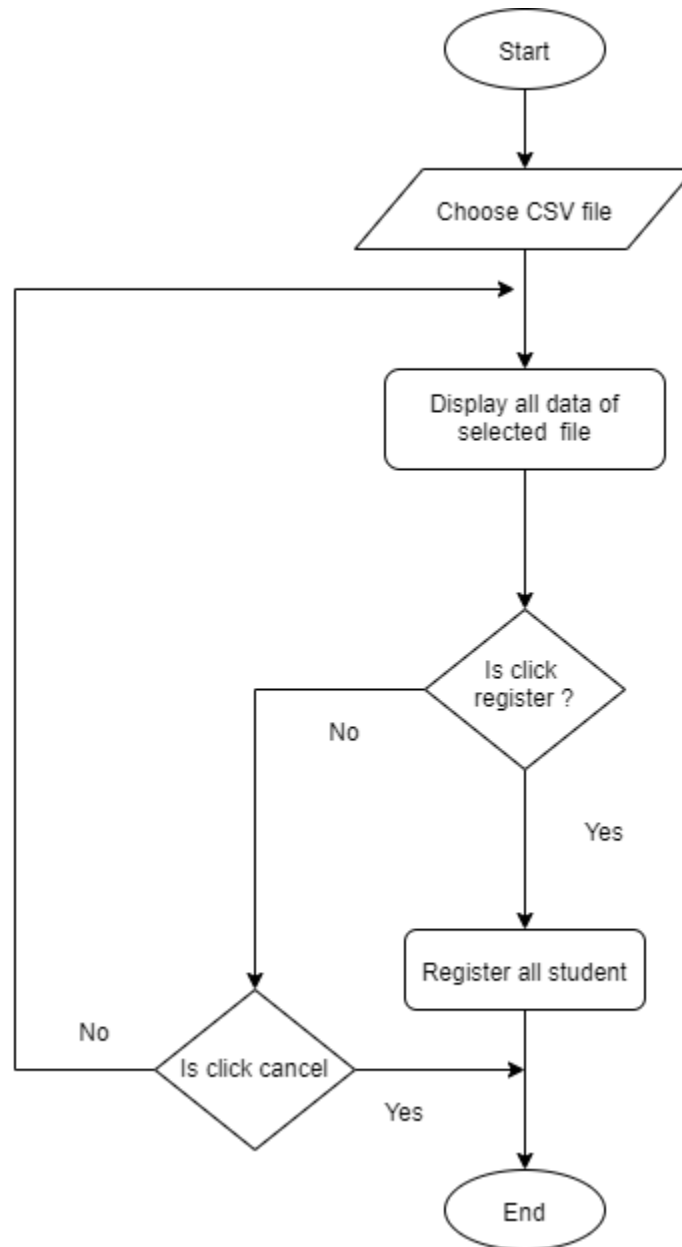 Start
Choose CSV file
Display all data of
selected file
Is click
register ?
No
Yes
Register all student
No
Is click cancel
Yes
End